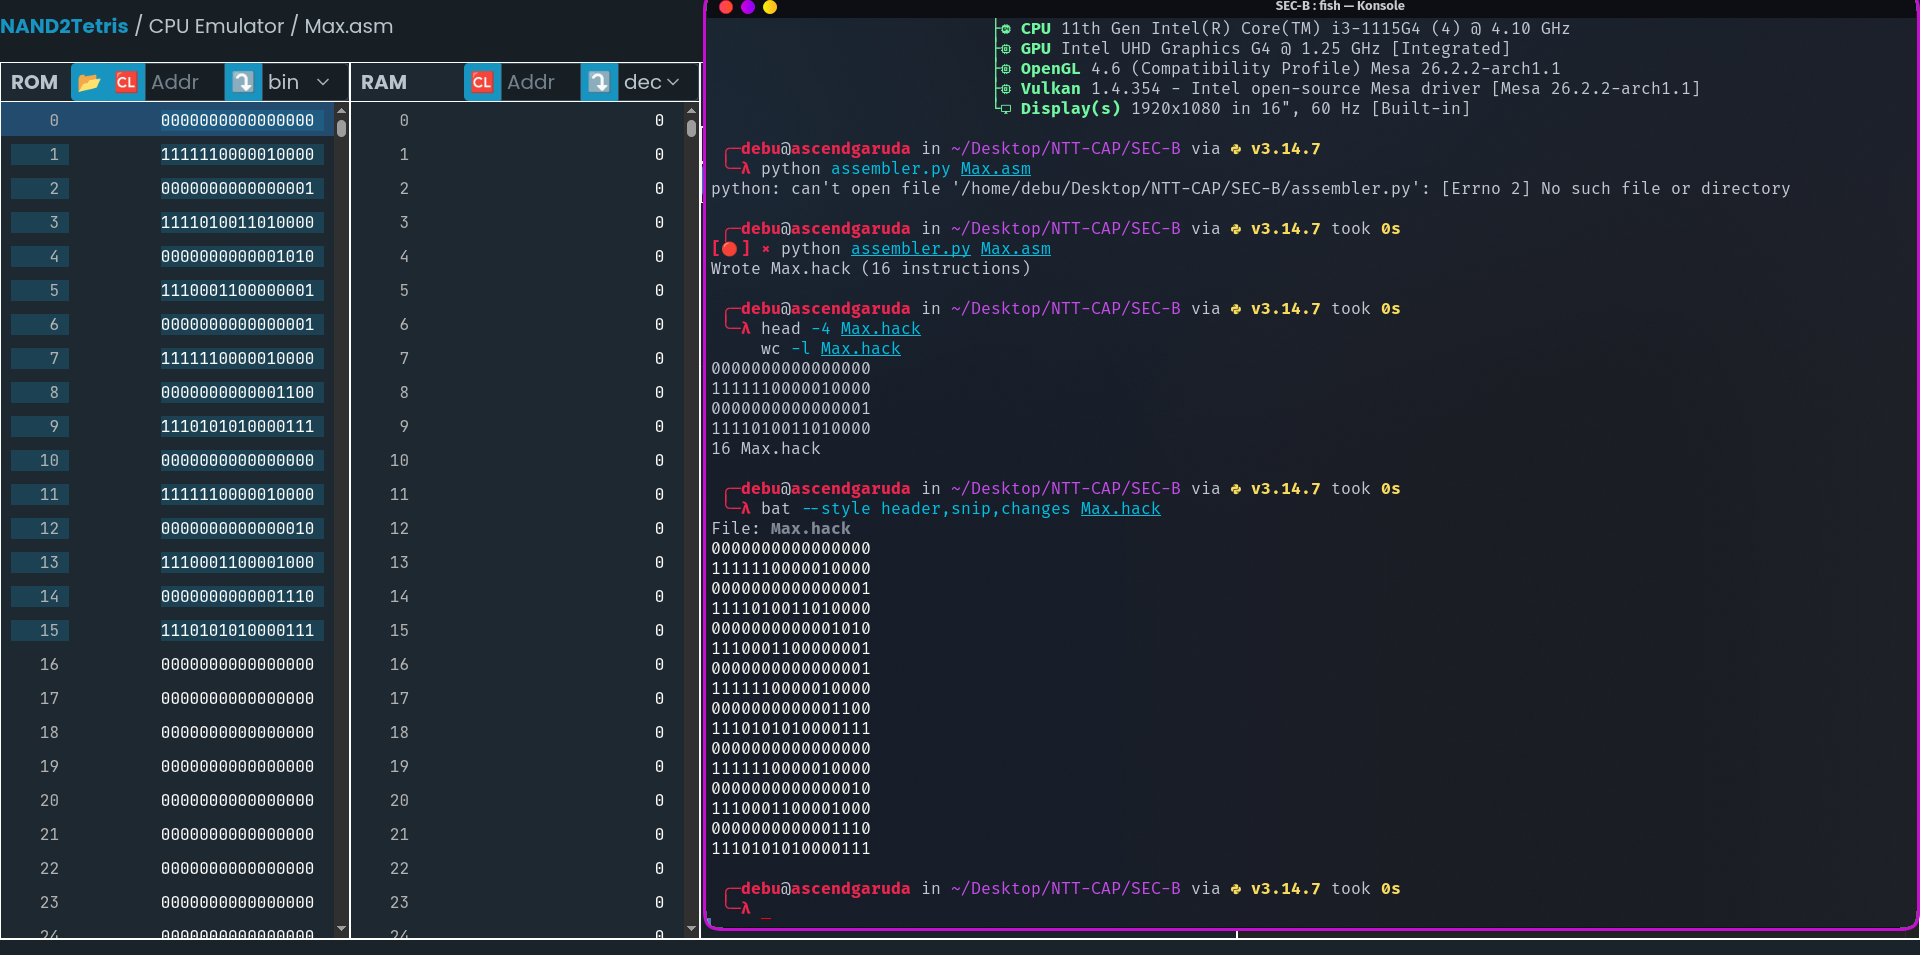 NAND2Tetris / CPU Emulator / Max.asm
ROM 📂 🆑 Addr ⤵️ bin
0 0000000000000000
1 1111110000010000
2 0000000000000001
3 1111010011010000
4 0000000000001010
5 1110001100000001
6 0000000000000001
7 1111110000010000
8 0000000000001100
9 1110101010000111
10 0000000000000000
11 1111110000010000
12 0000000000000010
13 1110001100001000
14 0000000000001110
15 1110101010000111
16 0000000000000000
17 0000000000000000
18 0000000000000000
19 0000000000000000
20 0000000000000000
21 0000000000000000
22 0000000000000000
23 0000000000000000
24 0000000000000000
RAM 🆑 Addr ⤵️ dec
0 0
1 0
2 0
3 0
4 0
5 0
6 0
7 0
8 0
9 0
10 0
11 0
12 0
13 0
14 0
15 0
16 0
17 0
18 0
19 0
20 0
21 0
22 0
23 0
24 0
SEC-B : fish — Konsole
CPU 11th Gen Intel(R) Core(TM) i3-1115G4 (4) @ 4.10 GHz
GPU Intel UHD Graphics G4 @ 1.25 GHz [Integrated]
OpenGL 4.6 (Compatibility Profile) Mesa 26.2.2-arch1.1
Vulkan 1.4.354 - Intel open-source Mesa driver [Mesa 26.2.2-arch1.1]
Display(s) 1920x1080 in 16", 60 Hz [Built-in]
╭─debu@ascendgaruda in ~/Desktop/NTT-CAP/SEC-B via v3.14.7
╰─λ python assembler.py Max.asm
python: can't open file '/home/debu/Desktop/NTT-CAP/SEC-B/assembler.py': [Errno 2] No such file or directory
╭─debu@ascendgaruda in ~/Desktop/NTT-CAP/SEC-B via v3.14.7 took 0s
[🔴] × python assembler.py Max.asm
Wrote Max.hack (16 instructions)
╭─debu@ascendgaruda in ~/Desktop/NTT-CAP/SEC-B via v3.14.7 took 0s
╰─λ head -4 Max.hack
wc -l Max.hack
0000000000000000
1111110000010000
0000000000000001
1111010011010000
16 Max.hack
╭─debu@ascendgaruda in ~/Desktop/NTT-CAP/SEC-B via v3.14.7 took 0s
╰─λ bat --style header,snip,changes Max.hack
File: Max.hack
0000000000000000
1111110000010000
0000000000000001
1111010011010000
0000000000001010
1110001100000001
0000000000000001
1111110000010000
0000000000001100
1110101010000111
0000000000000000
1111110000010000
0000000000000010
1110001100001000
0000000000001110
1110101010000111
╭─debu@ascendgaruda in ~/Desktop/NTT-CAP/SEC-B via v3.14.7 took 0s
╰─λ _